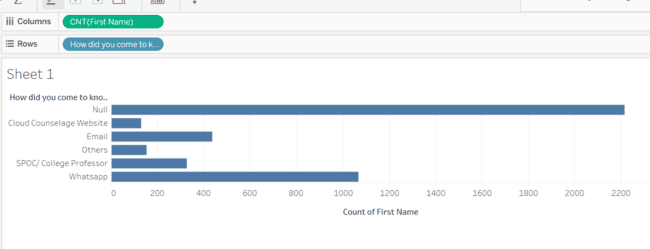 Columns CNT(First Name)
Rows How did you come to k...
Sheet 1
How did you come to kno..
Null
Cloud Counselage Website
Email
Others
SPOC/ College Professor
Whatsapp
0 200 400 600 800 1000 1200 1400 1600 1800 2000 2200
Count of First Name